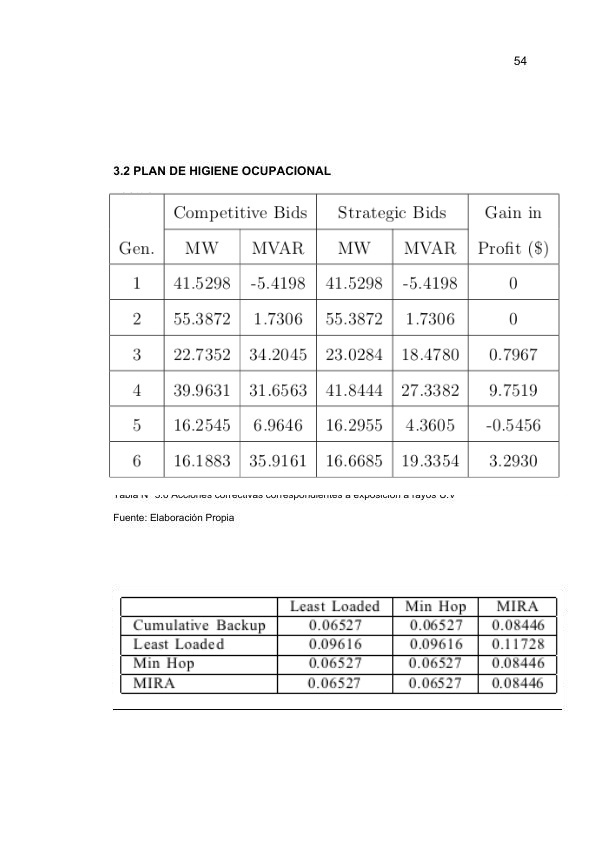 54
3.2 PLAN DE HIGIENE OCUPACIONAL
Competitive Bids Strategic Bids Gain in
Gen. MW MVAR MW MVAR Profit ($)
1 41.5298 -5.4198 41.5298 -5.4198 0
2 55.3872 1.7306 55.3872 1.7306 0
3 22.7352 34.2045 23.0284 18.4780 0.7967
4 39.9631 31.6563 41.8444 27.3382 9.7519
5 16.2545 6.9646 16.2955 4.3605 -0.5456
6 16.1883 35.9161 16.6685 19.3354 3.2930
Tabla N° 3.6 Acciones correctivas correspondientes a exposición a rayos U.V
Fuente: Elaboración Propia
Least Loaded Min Hop MIRA
Cumulative Backup 0.06527 0.06527 0.08446
Least Loaded 0.09616 0.09616 0.11728
Min Hop 0.06527 0.06527 0.08446
MIRA 0.06527 0.06527 0.08446